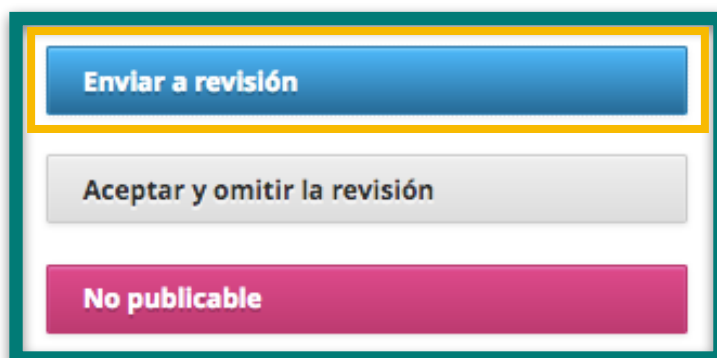 Enviar a revisión
Aceptar y omitir la revisión
No publicable